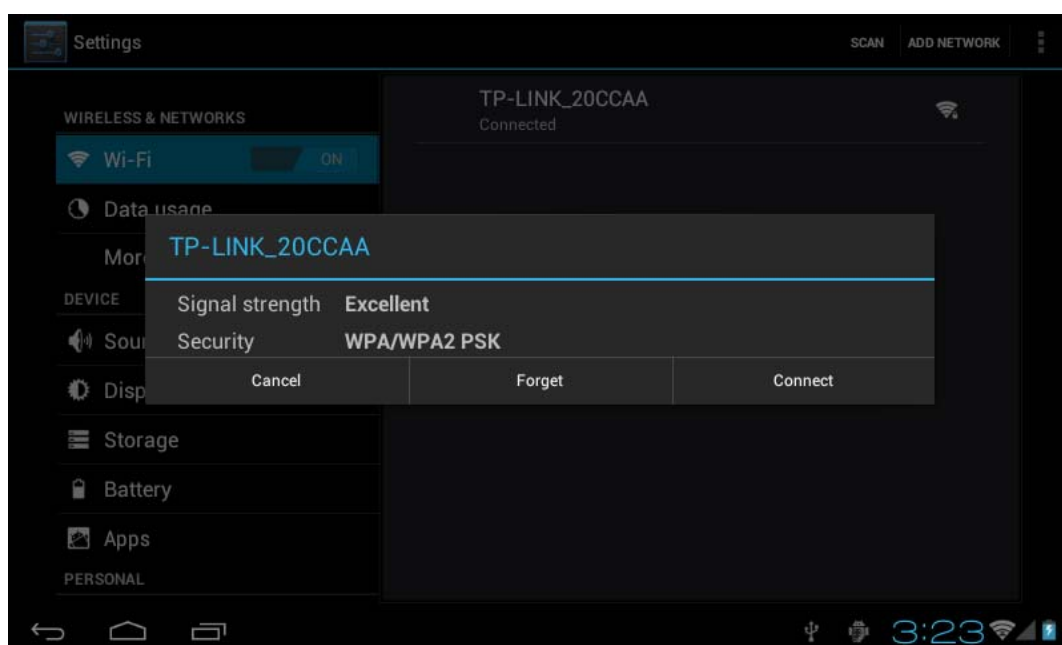 Settings
SCAN
ADD NETWORK
WIRELESS & NETWORKS
Wi-Fi
ON
Data usage
Mor
DEVICE
Sou
Disp
Storage
Battery
Apps
PERSONAL
TP-LINK_20CCAA
Connected
TP-LINK_20CCAA
Signal strength Excellent
Security WPA/WPA2 PSK
Cancel Forget Connect
3:23